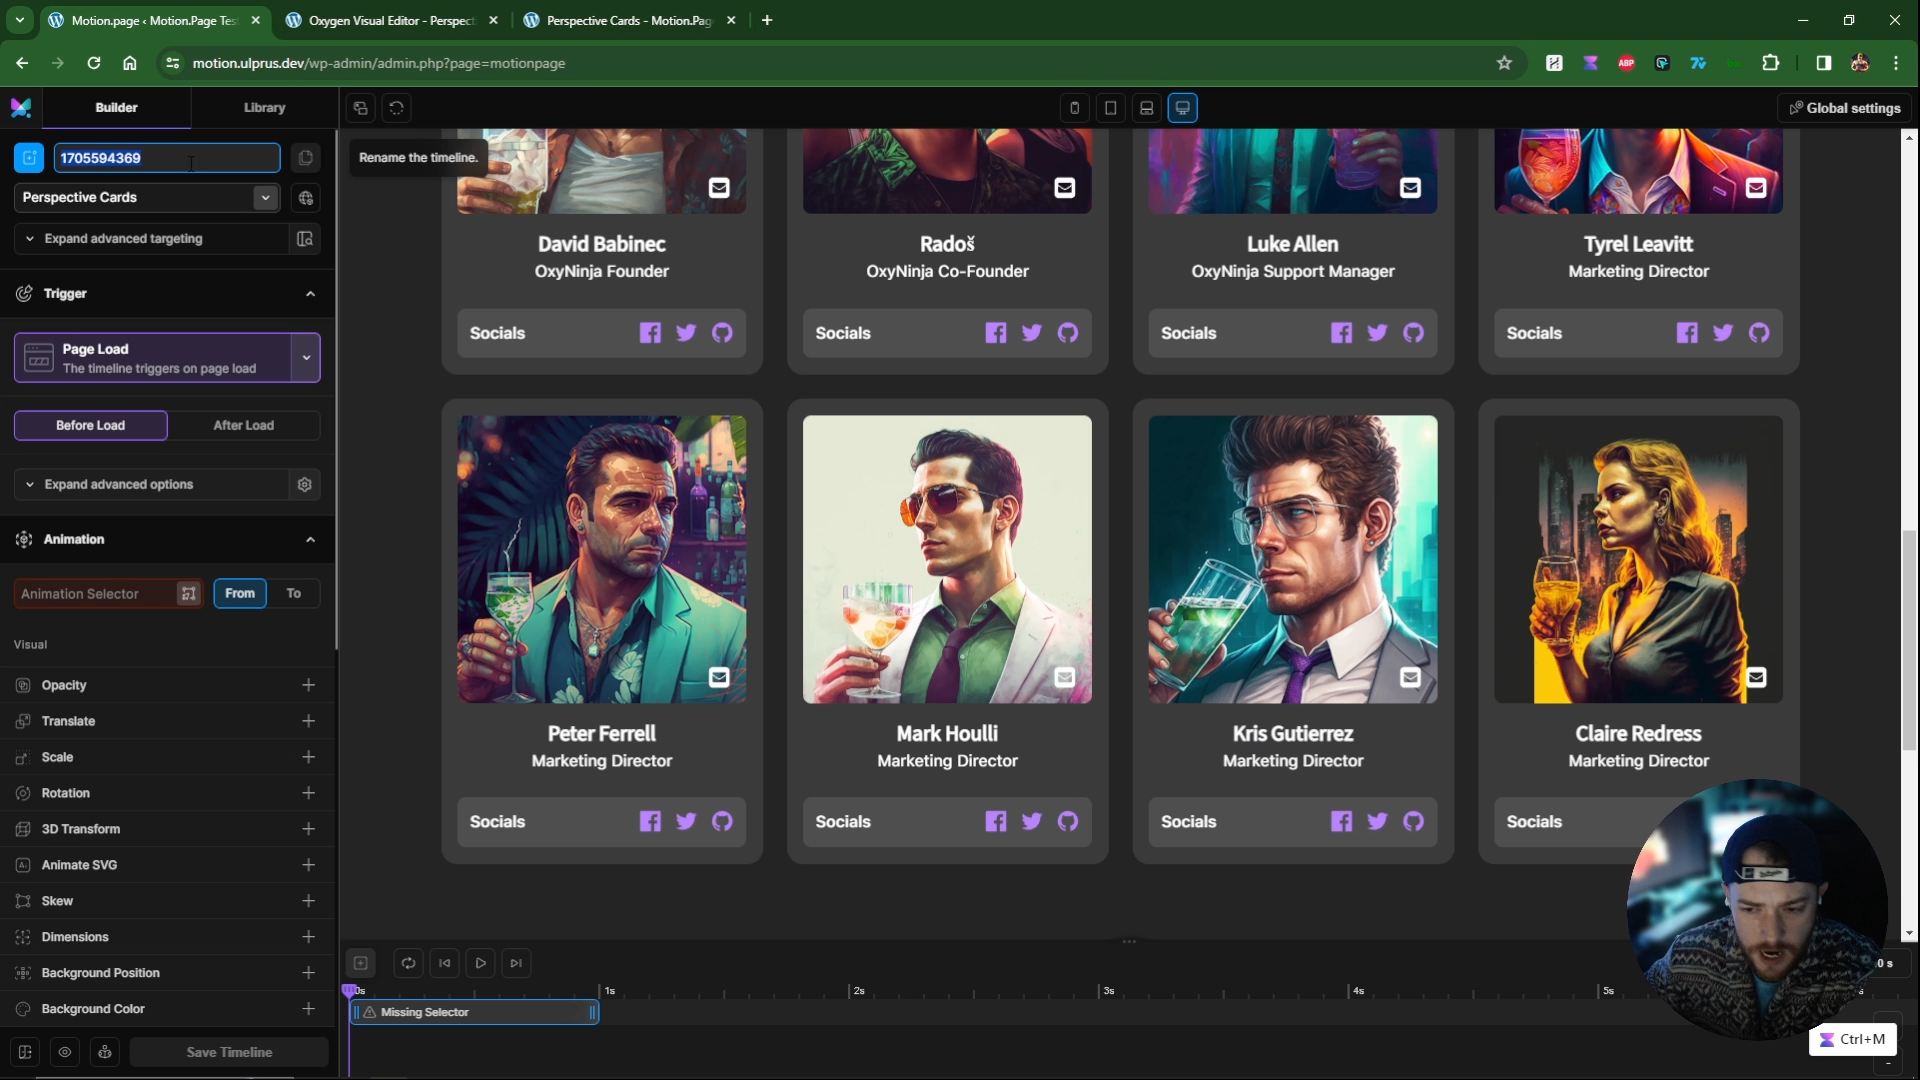 Motion.page ‹ Motion.Page Tes
Oxygen Visual Editor - Perspect
Perspective Cards - Motion.Pag
motion.ulprus.dev/wp-admin/admin.php?page=motionpage
ABP
Builder
Library
Global settings
1705594369
Rename the timeline.
Perspective Cards
Expand advanced targeting
Trigger
Page Load
The timeline triggers on page load
Before Load
After Load
Expand advanced options
Animation
Animation Selector
From
To
Visual
Opacity
Translate
Scale
Rotation
3D Transform
Animate SVG
Skew
Dimensions
Background Position
Background Color
Save Timeline
David Babinec
OxyNinja Founder
Socials
Radoš
OxyNinja Co-Founder
Socials
Luke Allen
OxyNinja Support Manager
Socials
Tyrel Leavitt
Marketing Director
Socials
Peter Ferrell
Marketing Director
Socials
Mark Houlli
Marketing Director
Socials
Kris Gutierrez
Marketing Director
Socials
Claire Redress
Marketing Director
Socials
0 s
0s
1s
2s
3s
4s
5s
Missing Selector
Ctrl+M